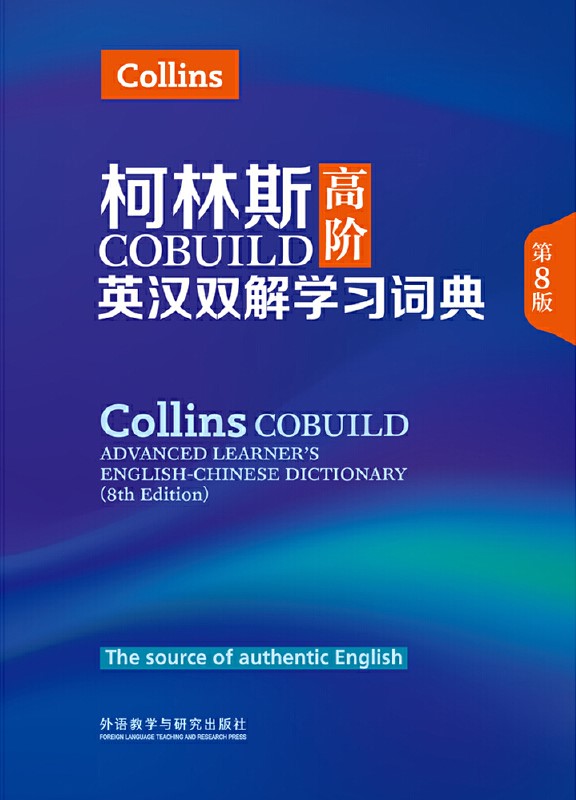 Collins
柯林斯
高阶
COBUILD
英汉双解学习词典
第8版
Collins COBUILD
ADVANCED LEARNER'S
ENGLISH-CHINESE DICTIONARY
(8th Edition)
The source of authentic English
外语教学与研究出版社
FOREIGN LANGUAGE TEACHING AND RESEARCH PRESS